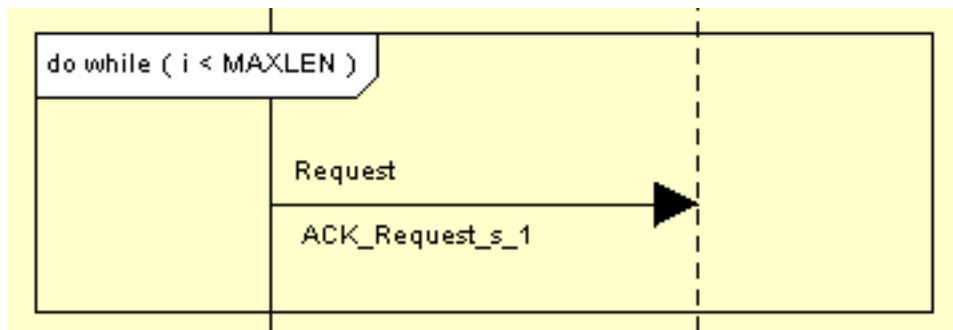 do while ( i < MAXLEN )
Request
ACK_Request_s_1